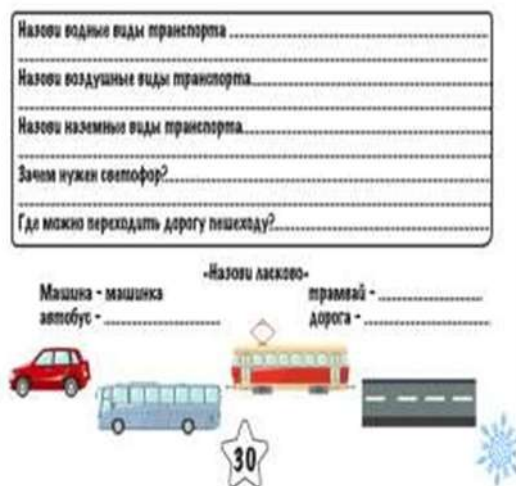 Назови водные виды транспорта
Назови воздушные виды транспорта
Назови наземные виды транспорта
Зачем нужен светофор?
Где можно переходить дорогу пешеходу?
«Назови ласково»
Машина - машинка
трамвай -
автобус -
дорога -
30